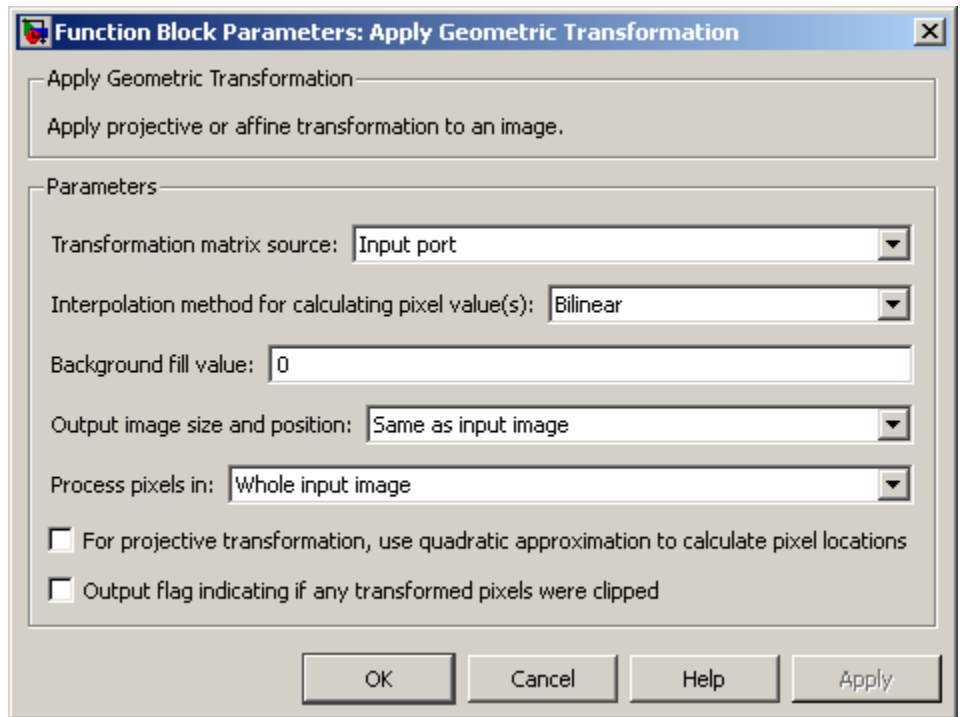 Function Block Parameters: Apply Geometric Transformation
Apply Geometric Transformation
Apply projective or affine transformation to an image.
Parameters
Transformation matrix source: Input port
Interpolation method for calculating pixel value(s): Bilinear
Background fill value: 0
Output image size and position: Same as input image
Process pixels in: Whole input image
For projective transformation, use quadratic approximation to calculate pixel locations
Output flag indicating if any transformed pixels were clipped
OK Cancel Help Apply